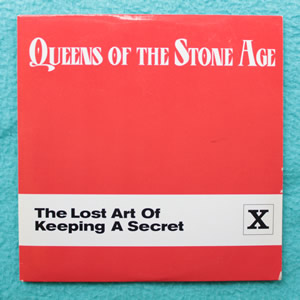 Queens of the Stone Age
The Lost Art Of
Keeping A Secret
X